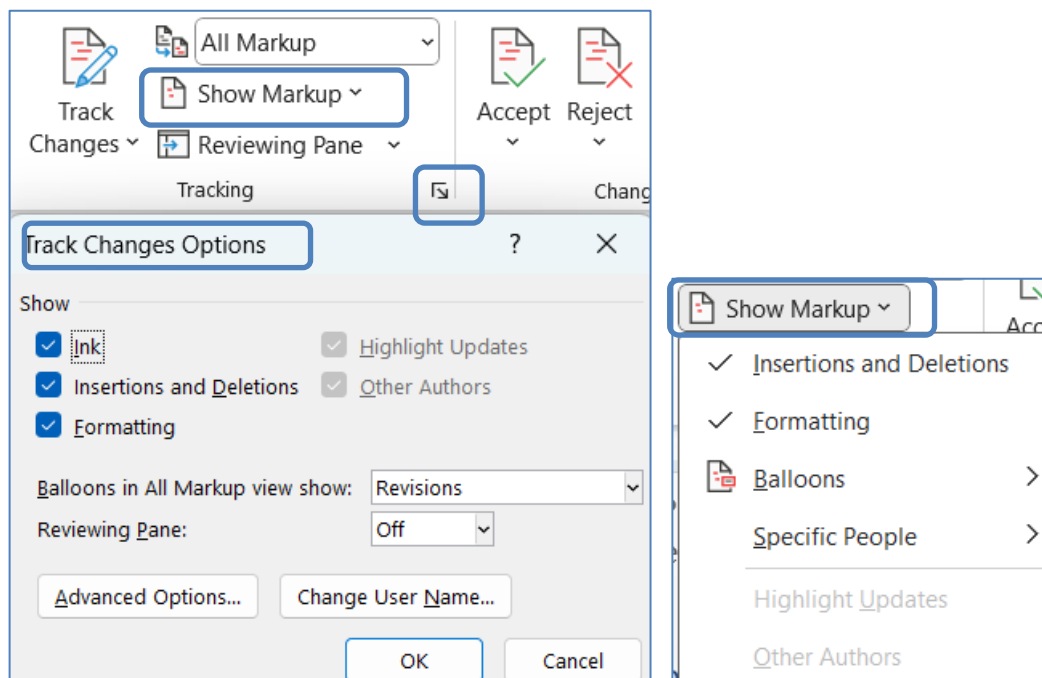 All Markup
Show Markup
Track
Changes
Reviewing Pane
Accept
Reject
Tracking
Chang
Track Changes Options
?
Show
Ink
Highlight Updates
Insertions and Deletions
Other Authors
Formatting
Balloons in All Markup view show:
Revisions
Reviewing Pane:
Off
Advanced Options...
Change User Name...
OK
Cancel
Show Markup
Acc
Insertions and Deletions
Formatting
Balloons
Specific People
Highlight Updates
Other Authors